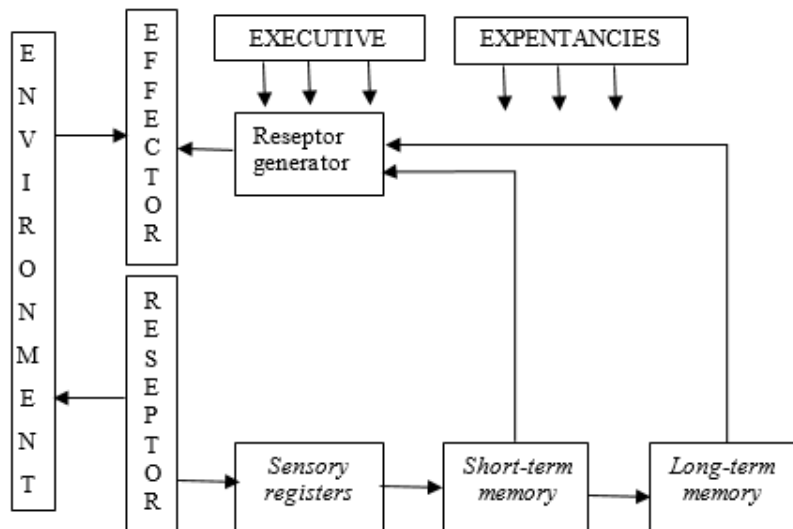 ENVIRONMENT
EFFECTOR
EXECUTIVE
EXPENTANCIES
Reseptor
generator
RESEPTOR
Sensory
registers
Short-term
memory
Long-term
memory